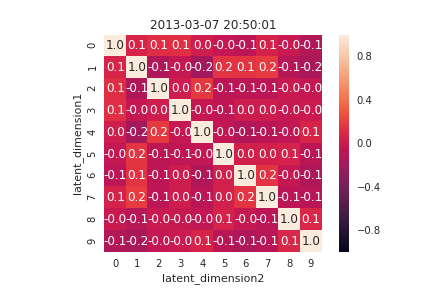 2013-03-07 20:50:01
0 1.0 0.1 0.1 0.1 0.0 -0.0 -0.1 0.1 -0.0 -0.1
1 0.1 1.0 -0.1 -0.0 -0.2 0.2 0.1 0.2 -0.1 -0.2
2 0.1 -0.1 1.0 0.0 0.2 -0.1 -0.1 -0.1 -0.0 -0.0
3 0.1 -0.0 0.0 1.0 -0.0 -0.1 0.0 0.0 -0.0 -0.0
4 0.0 -0.2 0.2 -0.0 1.0 -0.0 -0.1 -0.1 -0.0 0.1
5 -0.0 0.2 -0.1 -0.1 -0.0 1.0 0.0 0.0 0.1 -0.1
6 -0.1 0.1 -0.1 0.0 -0.1 0.0 1.0 0.2 -0.0 -0.1
7 0.1 0.2 -0.1 0.0 -0.1 0.0 0.2 1.0 -0.1 -0.1
8 -0.0 -0.1 -0.0 -0.0 -0.0 0.1 -0.0 -0.1 1.0 0.1
9 -0.1 -0.2 -0.0 -0.0 0.1 -0.1 -0.1 -0.1 0.1 1.0
0 1 2 3 4 5 6 7 8 9
latent_dimension2
latent_dimension1
0.8
0.4
0.0
−0.4
−0.8